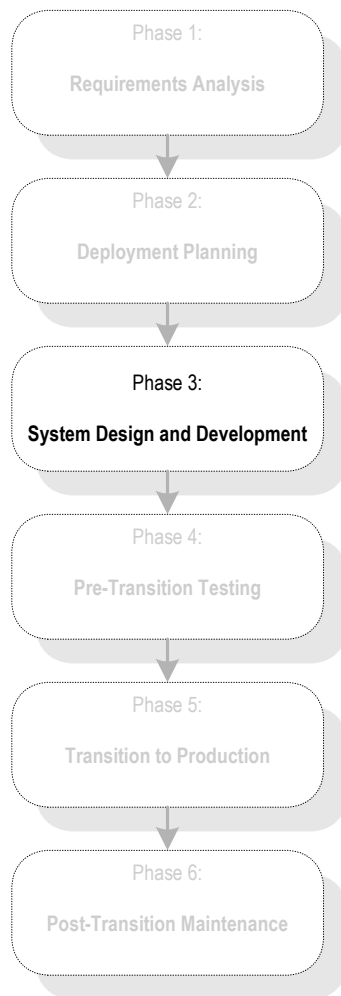 Phase 1:
Requirements Analysis
Phase 2:
Deployment Planning
Phase 3:
System Design and Development
Phase 4:
Pre-Transition Testing
Phase 5:
Transition to Production
Phase 6:
Post-Transition Maintenance